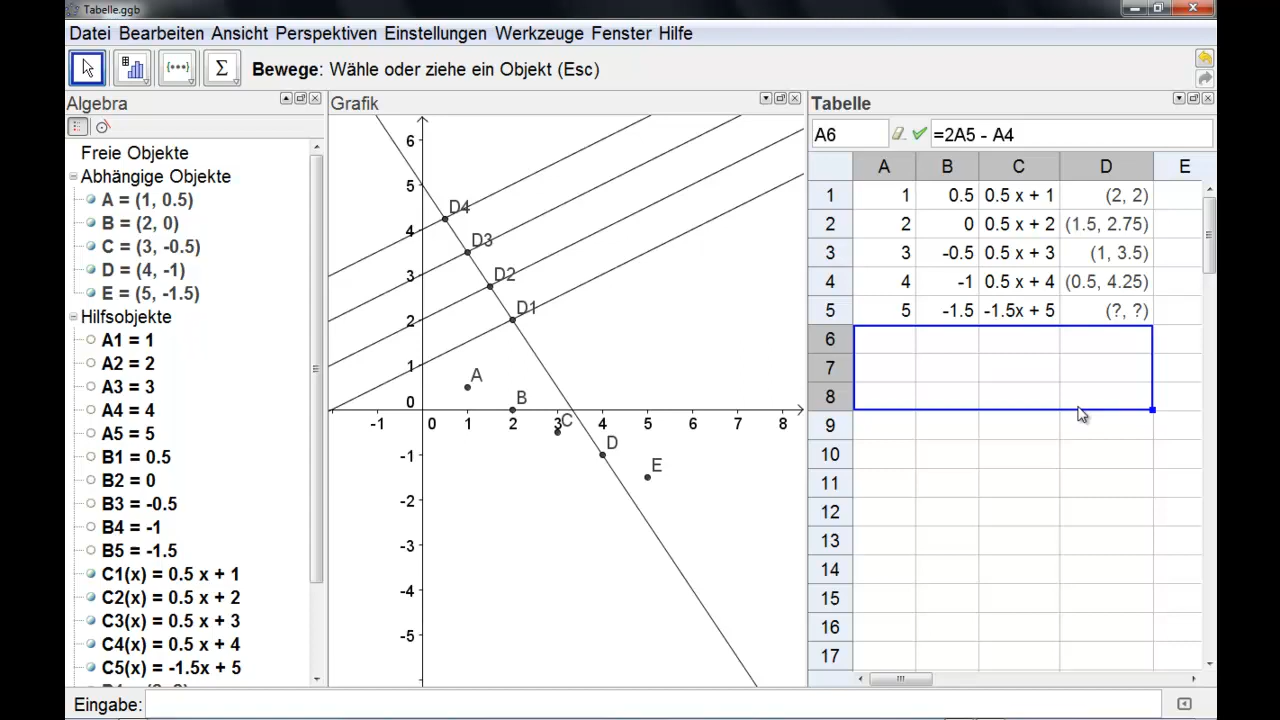 Tabelle.ggb
Datei Bearbeiten Ansicht Perspektiven Einstellungen Werkzeuge Fenster Hilfe
Bewege: Wähle oder ziehe ein Objekt (Esc)
Algebra
Freie Objekte
Abhängige Objekte
A = (1, 0.5)
B = (2, 0)
C = (3, -0.5)
D = (4, -1)
E = (5, -1.5)
Hilfsobjekte
A1 = 1
A2 = 2
A3 = 3
A4 = 4
A5 = 5
B1 = 0.5
B2 = 0
B3 = -0.5
B4 = -1
B5 = -1.5
C1(x) = 0.5 x + 1
C2(x) = 0.5 x + 2
C3(x) = 0.5 x + 3
C4(x) = 0.5 x + 4
C5(x) = -1.5x + 5
Grafik
6
5
4
3
2
1
0
-1
-2
-3
-4
-5
-1 0 1 2 3 4 5 6 7 8
D4
D3
D2
D1
A
B
C
D
E
Tabelle
A6 =2A5 - A4
A B C D E
1 1 0.5 0.5 x + 1 (2, 2)
2 2 0 0.5 x + 2 (1.5, 2.75)
3 3 -0.5 0.5 x + 3 (1, 3.5)
4 4 -1 0.5 x + 4 (0.5, 4.25)
5 5 -1.5 -1.5x + 5 (?, ?)
6
7
8
9
10
11
12
13
14
15
16
17
Eingabe: